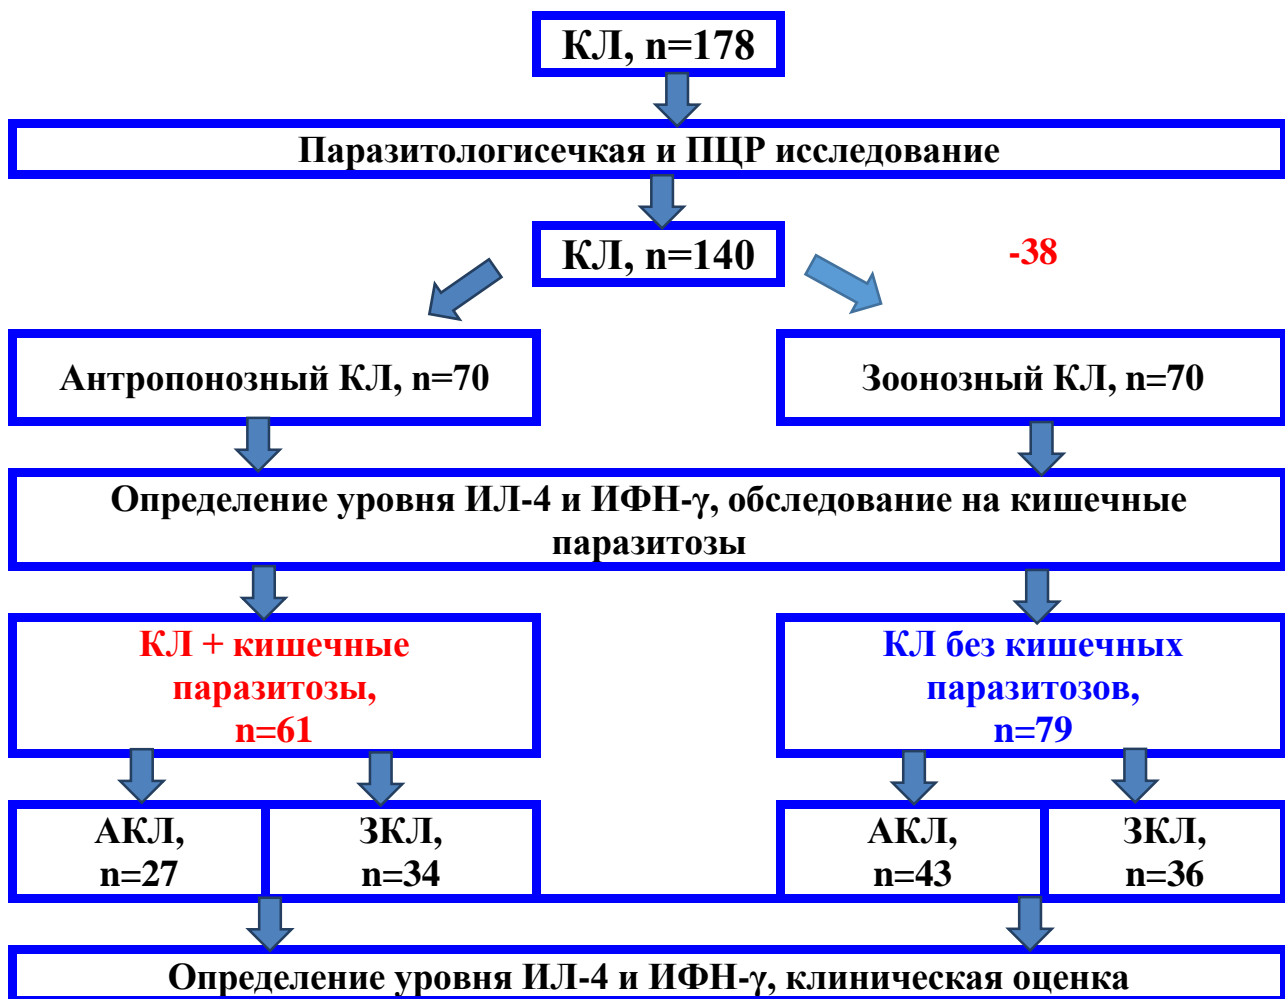 КЛ, n=178
Паразитологисечкая и ПЦР исследование
КЛ, n=140
-38
Антропонозный КЛ, n=70
Зоонозный КЛ, n=70
Определение уровня ИЛ-4 и ИФН-γ, обследование на кишечные
паразитозы
КЛ + кишечные
паразитозы,
n=61
КЛ без кишечных
паразитозов,
n=79
АКЛ,
n=27
ЗКЛ,
n=34
АКЛ,
n=43
ЗКЛ,
n=36
Определение уровня ИЛ-4 и ИФН-γ, клиническая оценка